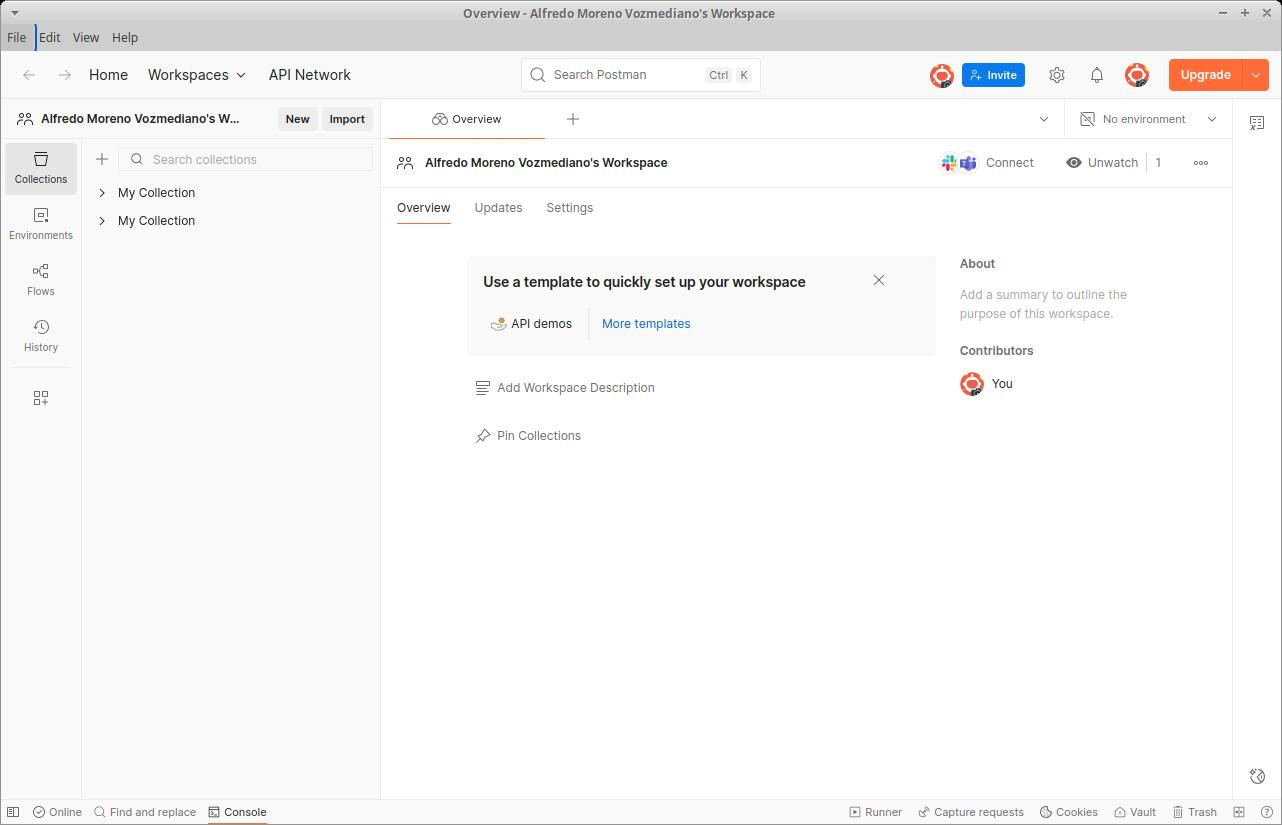 Overview - Alfredo Moreno Vozmediano's Workspace
File Edit View Help
Home Workspaces API Network Search Postman Ctrl K Invite Upgrade
Alfredo Moreno Vozmediano's W... New Import Overview No environment
Collections Search collections
Alfredo Moreno Vozmediano's Workspace Connect Unwatch 1
My Collection
My Collection
Environments
Flows
History
Overview Updates Settings
Use a template to quickly set up your workspace
API demos More templates
Add Workspace Description
Pin Collections
About
Add a summary to outline the
purpose of this workspace.
Contributors
You
Online Find and replace Console Runner Capture requests Cookies Vault Trash